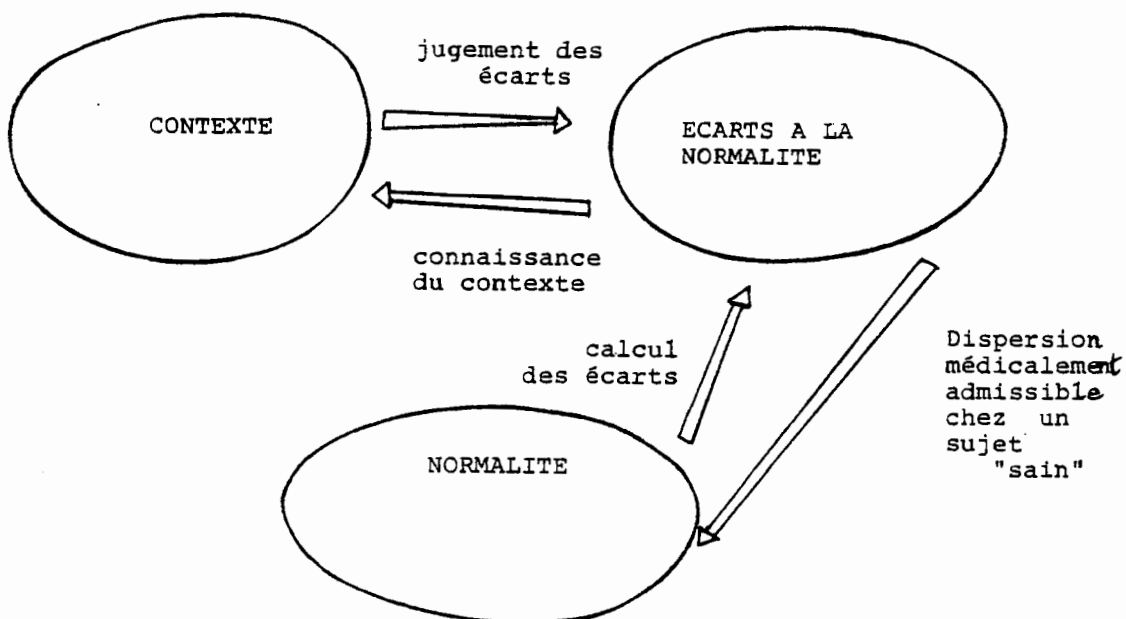 jugement des
écarts
CONTEXTE
ECARTS A LA
NORMALITE
connaissance
du contexte
calcul
des écarts
Dispersion
médicalement
admissible
chez un
sujet
"sain"
NORMALITE